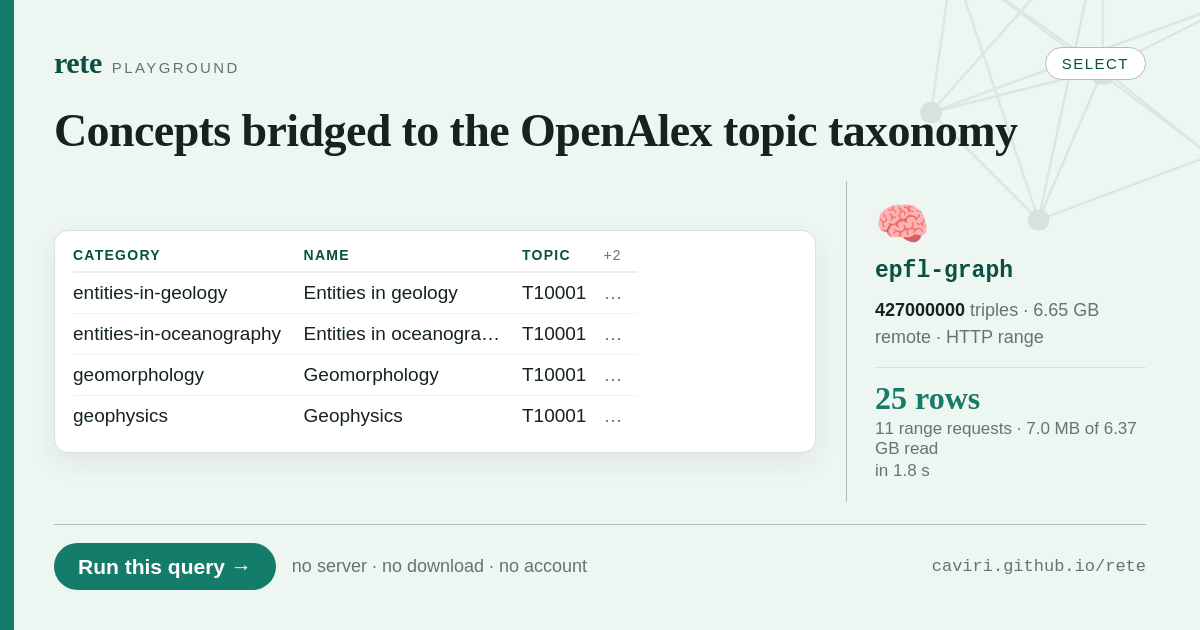 rete PLAYGROUND
SELECT
Concepts bridged to the OpenAlex topic taxonomy
CATEGORY NAME TOPIC +2
entities-in-geology Entities in geology T10001 …
entities-in-oceanography Entities in oceanogra… T10001 …
geomorphology Geomorphology T10001 …
geophysics Geophysics T10001 …
epfl-graph
427000000 triples · 6.65 GB
remote · HTTP range
25 rows
11 range requests · 7.0 MB of 6.37
GB read
in 1.8 s
Run this query →
no server · no download · no account
caviri.github.io/rete